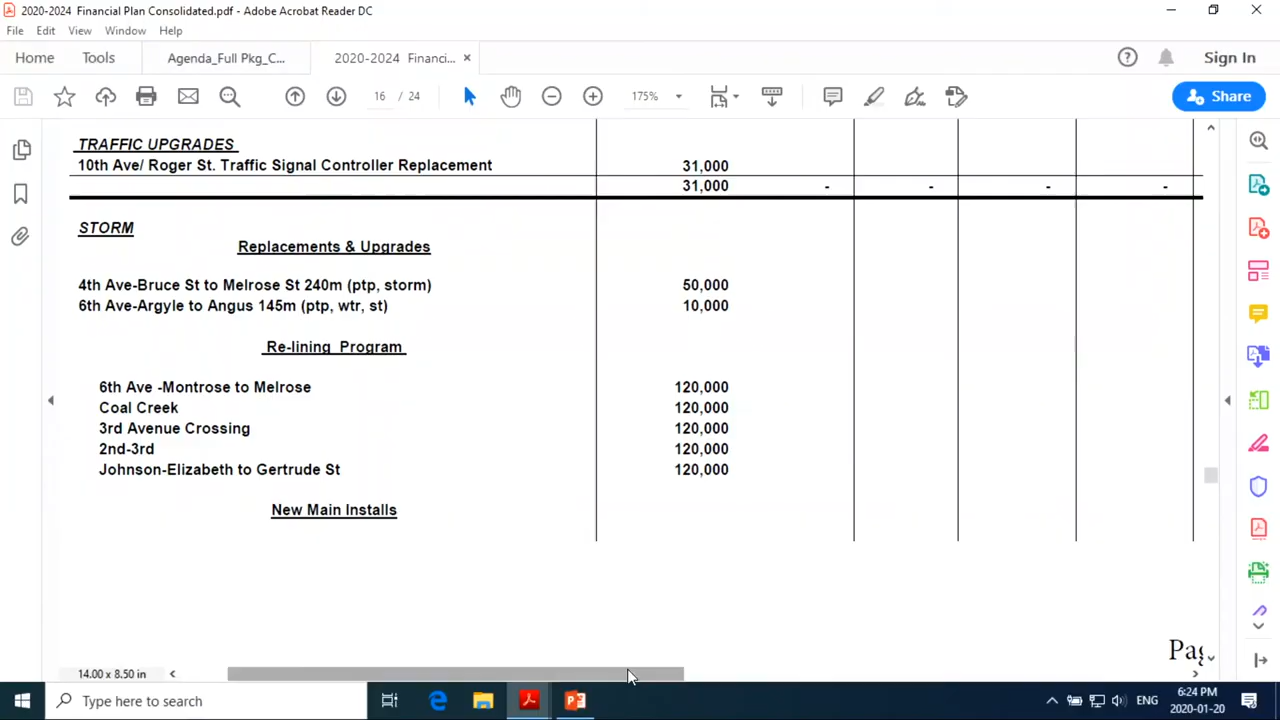 2020-2024 Financial Plan Consolidated.pdf - Adobe Acrobat Reader DC
File Edit View Window Help
Home Tools Agenda_Full Pkg_C... 2020-2024 Financi... × Sign In
16 / 24 175% Share
TRAFFIC UPGRADES
10th Ave/ Roger St. Traffic Signal Controller Replacement 31,000
31,000 - - - -
STORM
Replacements & Upgrades
4th Ave-Bruce St to Melrose St 240m (ptp, storm) 50,000
6th Ave-Argyle to Angus 145m (ptp, wtr, st) 10,000
Re-lining Program
6th Ave -Montrose to Melrose 120,000
Coal Creek 120,000
3rd Avenue Crossing 120,000
2nd-3rd 120,000
Johnson-Elizabeth to Gertrude St 120,000
New Main Installs
Pag
14.00 x 8.50 in
Type here to search ENG 6:24 PM
2020-01-20